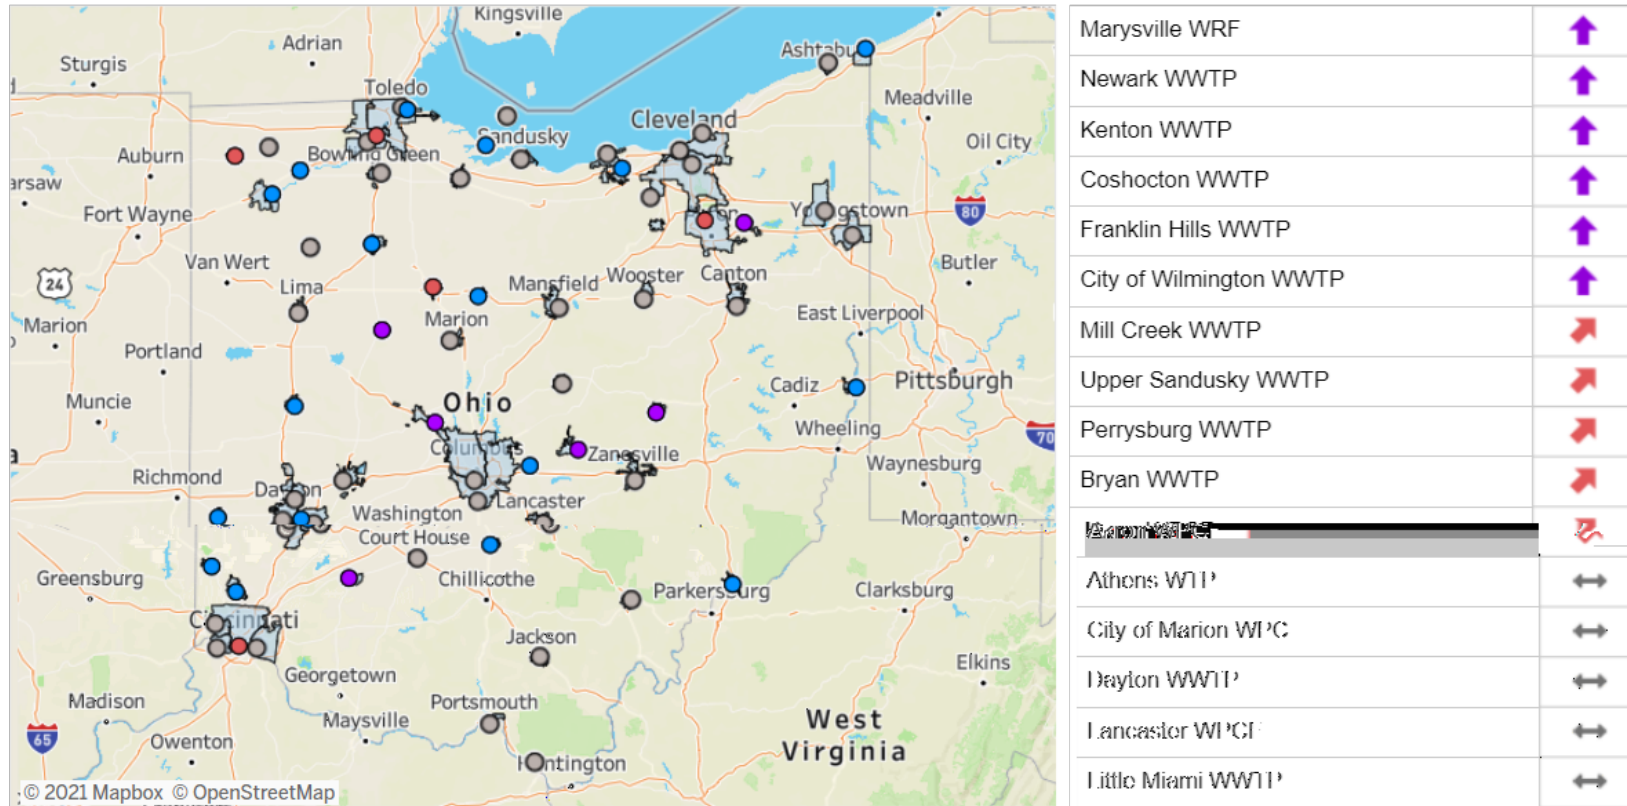 Kingsville
Adrian
Sturgis
Toledo
Meadville
Cleveland
Sandusky
Oil City
Auburn
Bowling Green
Fort Wayne
80
Van Wert
Butler
24
Lima
Mansfield
Wooster
Canton
Marion
East Liverpool
Marion
Portland
Cadiz
Pittsburgh
Muncie
Ohio
Wheeling
70
Columbus
Zanesville
Waynesburg
Richmond
Lancaster
Washington
Court House
Morgantown
Greensburg
Chillicothe
Parkersburg
Clarksburg
Cincinnati
Jackson
Elkins
Georgetown
Madison
Portsmouth
Maysville
West
Virginia
65
Owenton
Huntington
© 2021 Mapbox © OpenStreetMap
Marysville WRF
Newark WWTP
Kenton WWTP
Coshocton WWTP
Franklin Hills WWTP
City of Wilmington WWTP
Mill Creek WWTP
Upper Sandusky WWTP
Perrysburg WWTP
Bryan WWTP
Athens WTP
City of Marion WPC
Dayton WWTP
Lancaster WPCF
Little Miami WWTP